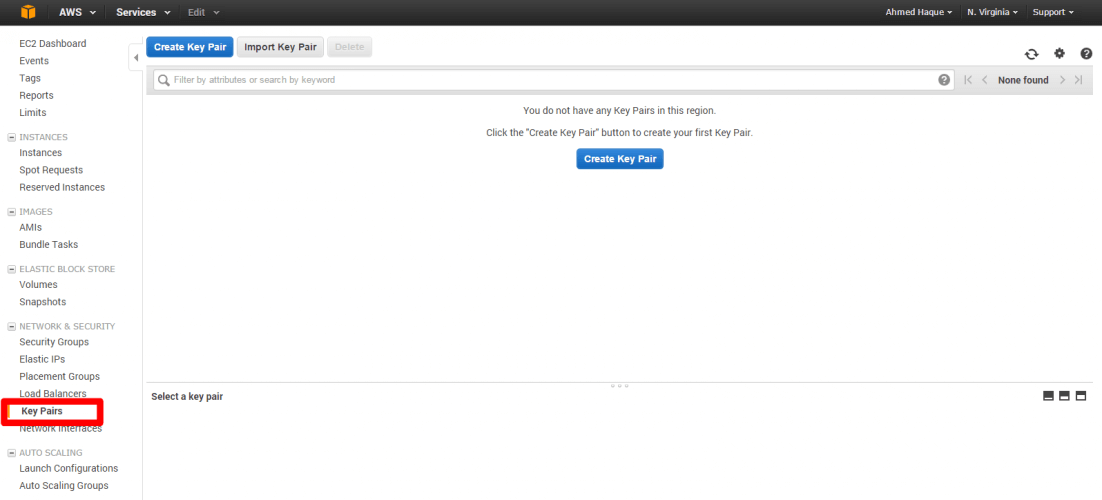 AWS Services Edit Ahmed Haque N. Virginia Support
EC2 Dashboard
Events
Tags
Reports
Limits
INSTANCES
Instances
Spot Requests
Reserved Instances
IMAGES
AMIs
Bundle Tasks
ELASTIC BLOCK STORE
Volumes
Snapshots
NETWORK & SECURITY
Security Groups
Elastic IPs
Placement Groups
Load Balancers
Key Pairs
Network Interfaces
AUTO SCALING
Launch Configurations
Auto Scaling Groups
Create Key Pair Import Key Pair Delete
Filter by attributes or search by keyword
None found
You do not have any Key Pairs in this region.
Click the "Create Key Pair" button to create your first Key Pair.
Create Key Pair
Select a key pair